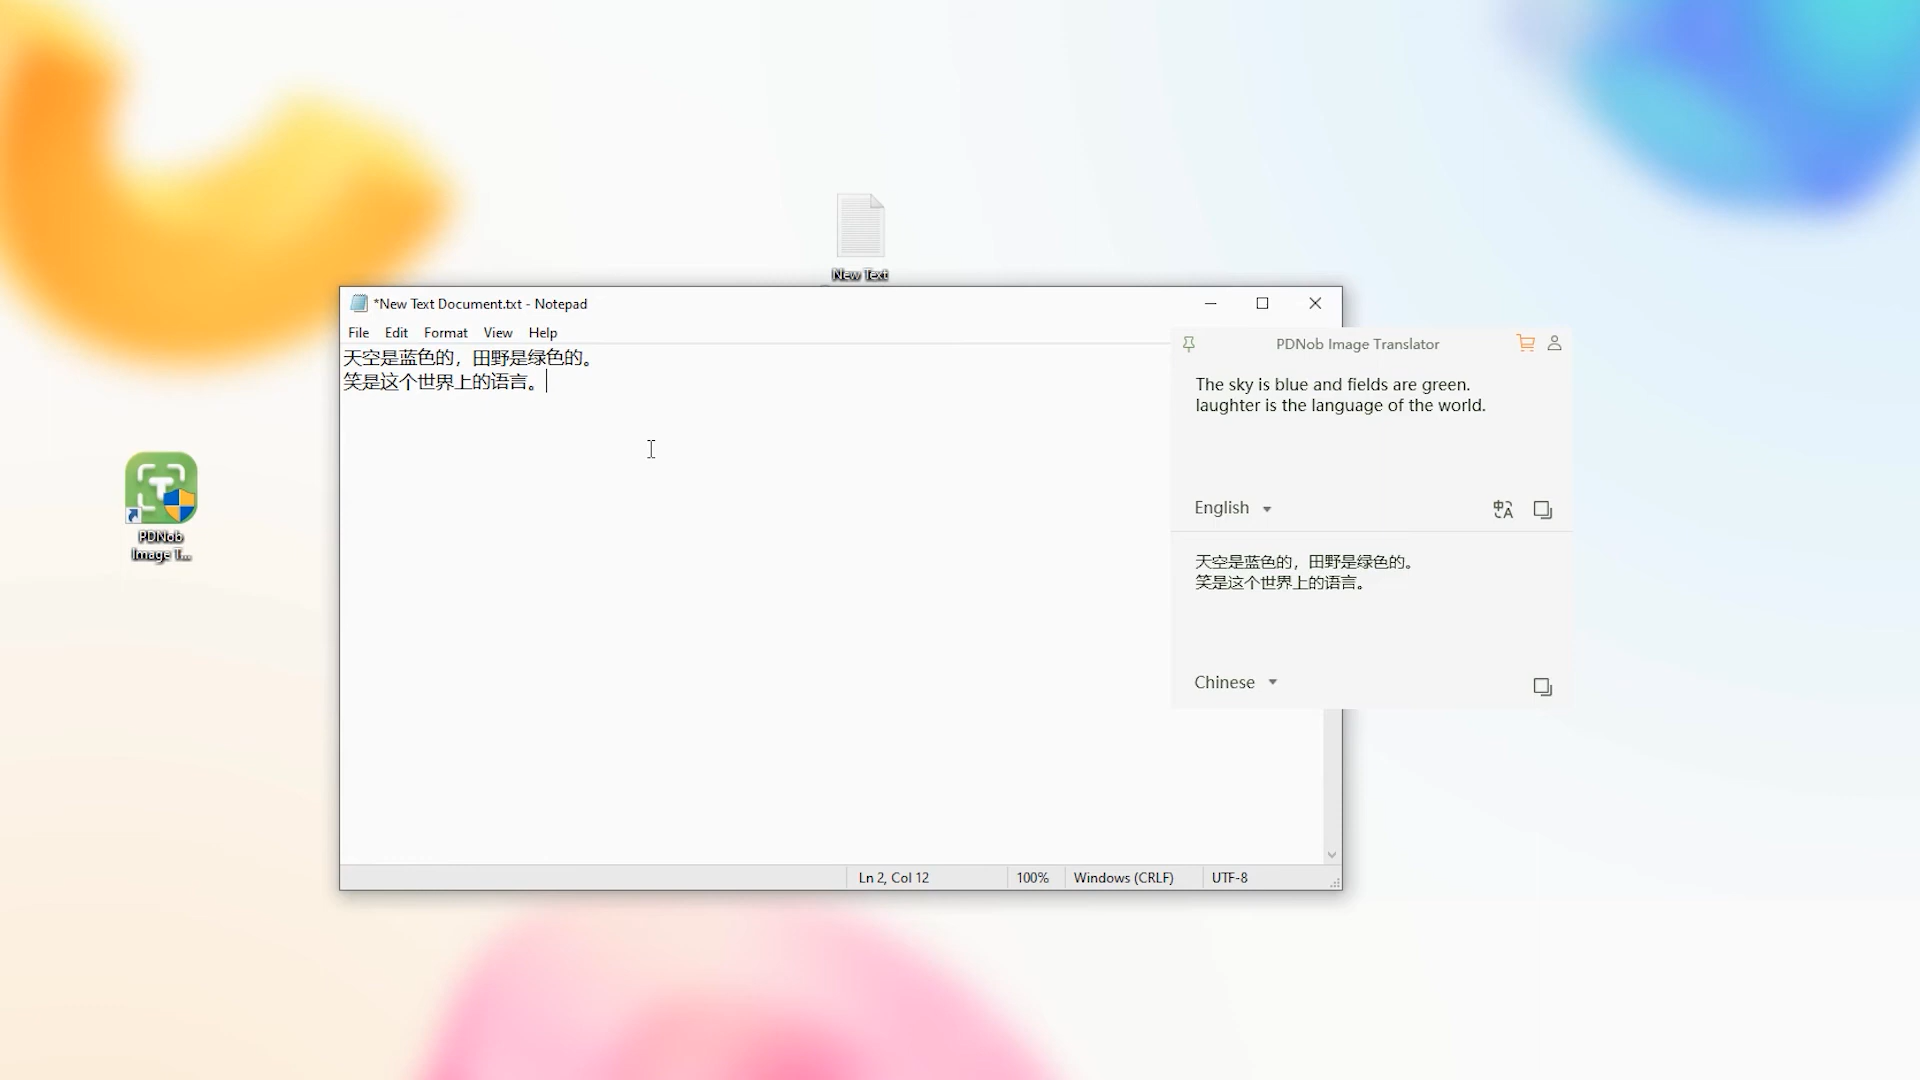 New Text
*New Text Document.txt - Notepad
File Edit Format View Help
天空是蓝色的，田野是绿色的。
笑是这个世界上的语言。
PDNob Image Translator
The sky is blue and fields are green.
laughter is the language of the world.
English
天空是蓝色的，田野是绿色的。
笑是这个世界上的语言。
Chinese
PDNob
Image T...
Ln 2, Col 12 100% Windows (CRLF) UTF-8